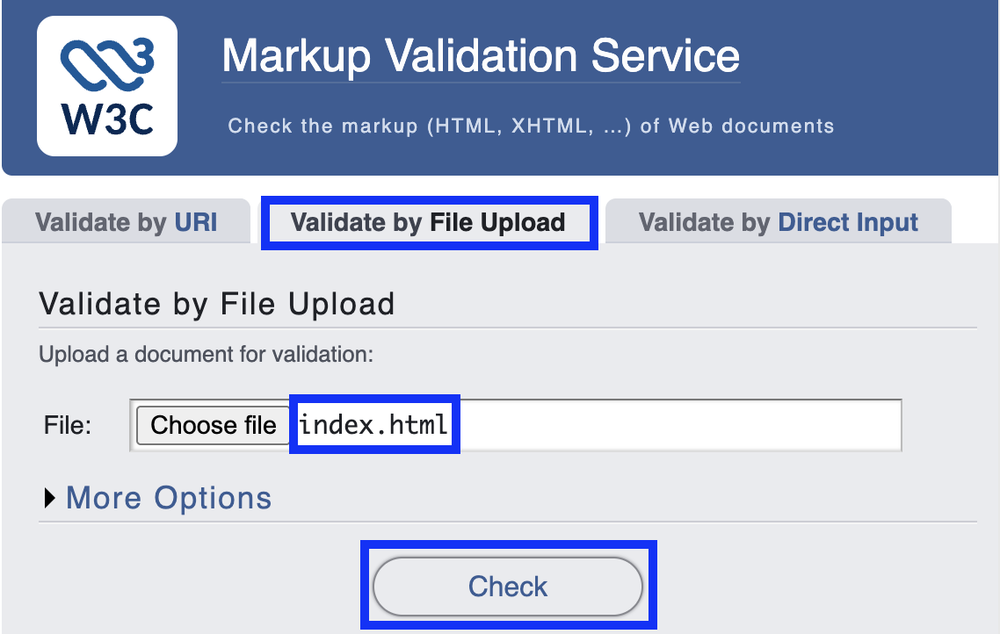 W3C
Markup Validation Service
Check the markup (HTML, XHTML, …) of Web documents
Validate by URI
Validate by File Upload
Validate by Direct Input
Validate by File Upload
Upload a document for validation:
File: Choose file index.html
More Options
Check